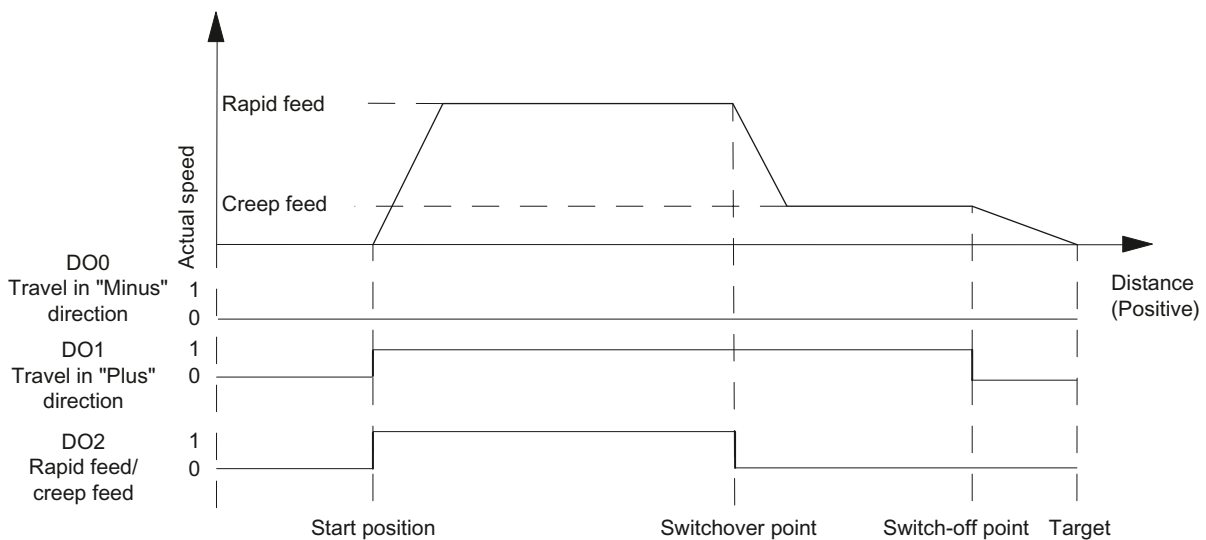 Rapid feed
Creep feed
Actual speed
Distance
(Positive)
DO0
Travel in "Minus"
direction
1
0
DO1
Travel in "Plus"
direction
1
0
DO2
Rapid feed/
creep feed
1
0
Start position
Switchover point
Switch-off point
Target